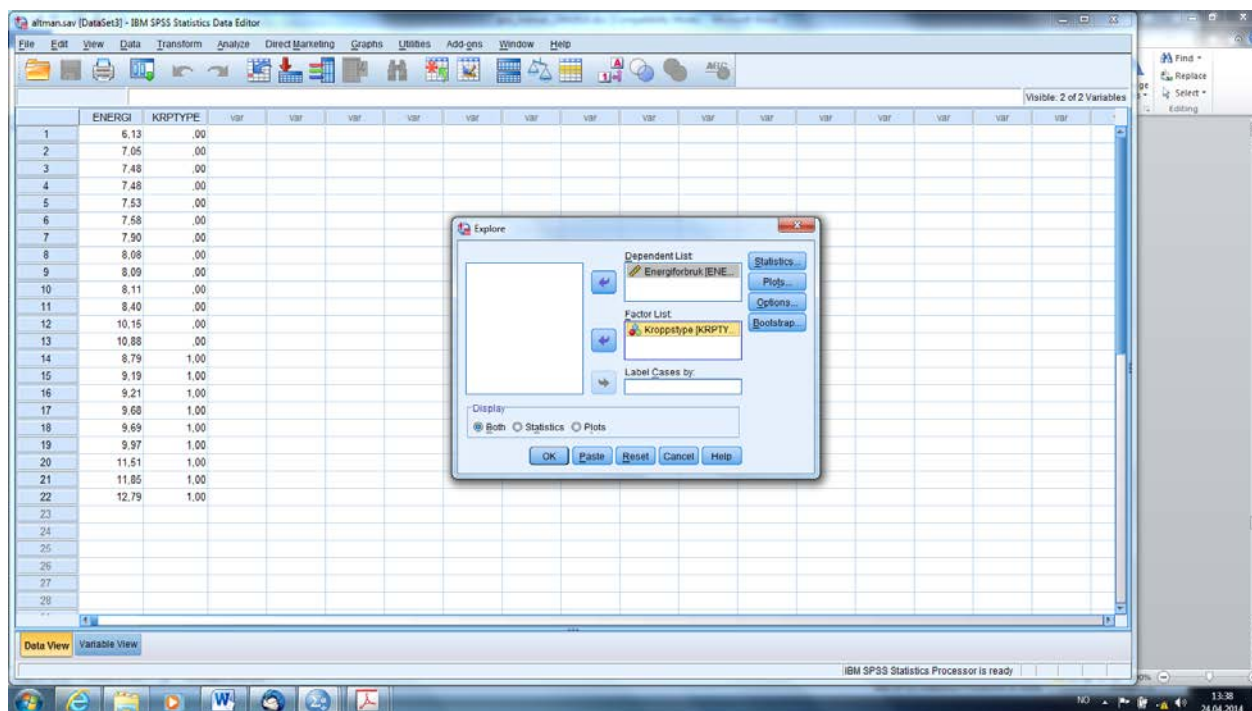 altman.sav [DataSet3] - IBM SPSS Statistics Data Editor
File Edit View Data Transform Analyze Direct Marketing Graphs Utilities Add-ons Window Help
Visible: 2 of 2 Variables
Find
Replace
Select
Editing
ENERGI KRPTYPE var var var var var var var var var var var var var var var
1 6,13 ,00
2 7,05 ,00
3 7,48 ,00
4 7,48 ,00
5 7,53 ,00
6 7,58 ,00
7 7,90 ,00
8 8,08 ,00
9 8,09 ,00
10 8,11 ,00
11 8,40 ,00
12 10,15 ,00
13 10,88 ,00
14 8,79 1,00
15 9,19 1,00
16 9,21 1,00
17 9,68 1,00
18 9,69 1,00
19 9,97 1,00
20 11,51 1,00
21 11,85 1,00
22 12,79 1,00
23
24
25
26
27
28
Explore
Dependent List:
Energiforbruk [ENE...
Factor List:
Kroppstype [KRPTY...
Label Cases by:
Statistics...
Plots...
Options...
Bootstrap...
Display
Both Statistics Plots
OK Paste Reset Cancel Help
Data View Variable View
IBM SPSS Statistics Processor is ready
NO
13:38
24.04.2014